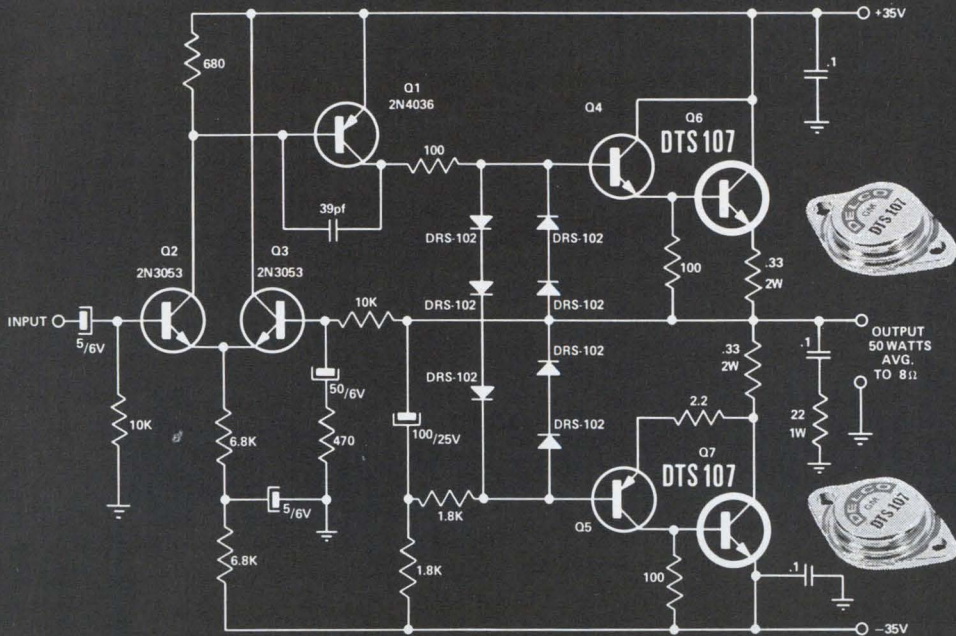 +35V
680
.1
Q1
2N4036
Q4
Q6
DTS 107
100
39pf
DRS-102
DRS-102
DELCO
GM
DTS 107
Q2
2N3053
Q3
2N3053
100
.33
2W
DRS-102
DRS-102
10K
INPUT
5/6V
OUTPUT
50 WATTS
AVG.
TO 8Ω
DRS-102
.33
2W
.1
50/6V
DRS-102
2.2
10K
100/25V
DRS-102
22
1W
6.8K
470
Q7
DTS 107
5/6V
1.8K
Q5
DELCO
GM
DTS 107
6.8K
1.8K
100
.1
-35V